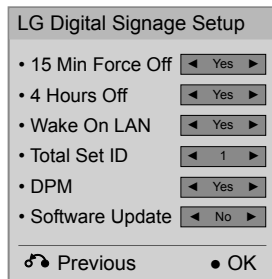 LG Digital Signage Setup
• 15 Min Force Off ◄ Yes ►
• 4 Hours Off ◄ Yes ►
• Wake On LAN ◄ Yes ►
• Total Set ID ◄ 1 ►
• DPM ◄ Yes ►
• Software Update ◄ No ►
Previous ● OK